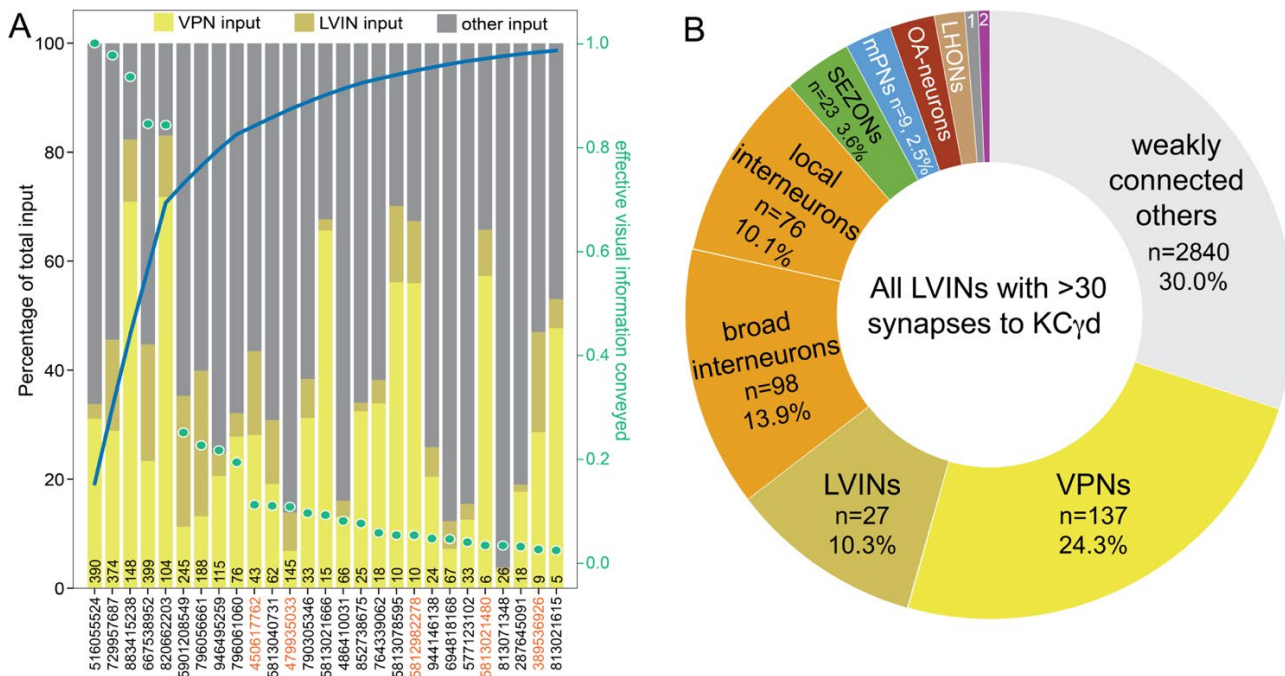 A
VPN input
LVIN input
other input
100
80
60
40
20
0
Percentage of total input
1.0
0.8
0.6
0.4
0.2
0.0
effective visual information conveyed
390
374
148
399
104
245
188
115
76
43
62
145
33
15
66
25
18
10
10
24
67
33
6
26
18
9
5
516055524
729957687
883415238
667538952
820662203
5901208549
796056661
946495259
796061060
450617762
5813040731
479935033
790305346
5813021666
486410031
852738675
764339062
5813078595
5812982278
944146138
694818168
577123102
5813021480
813071348
287645091
389536926
813021615
B
weakly
connected
others
n=2840
30.0%
VPNs
n=137
24.3%
LVINs
n=27
10.3%
broad
interneurons
n=98
13.9%
local
interneurons
n=76
10.1%
SEZONs
n=23 3.6%
mPNs
n=9, 2.5%
OA-neurons
LHONs
1
2
All LVINs with >30
synapses to KCγd